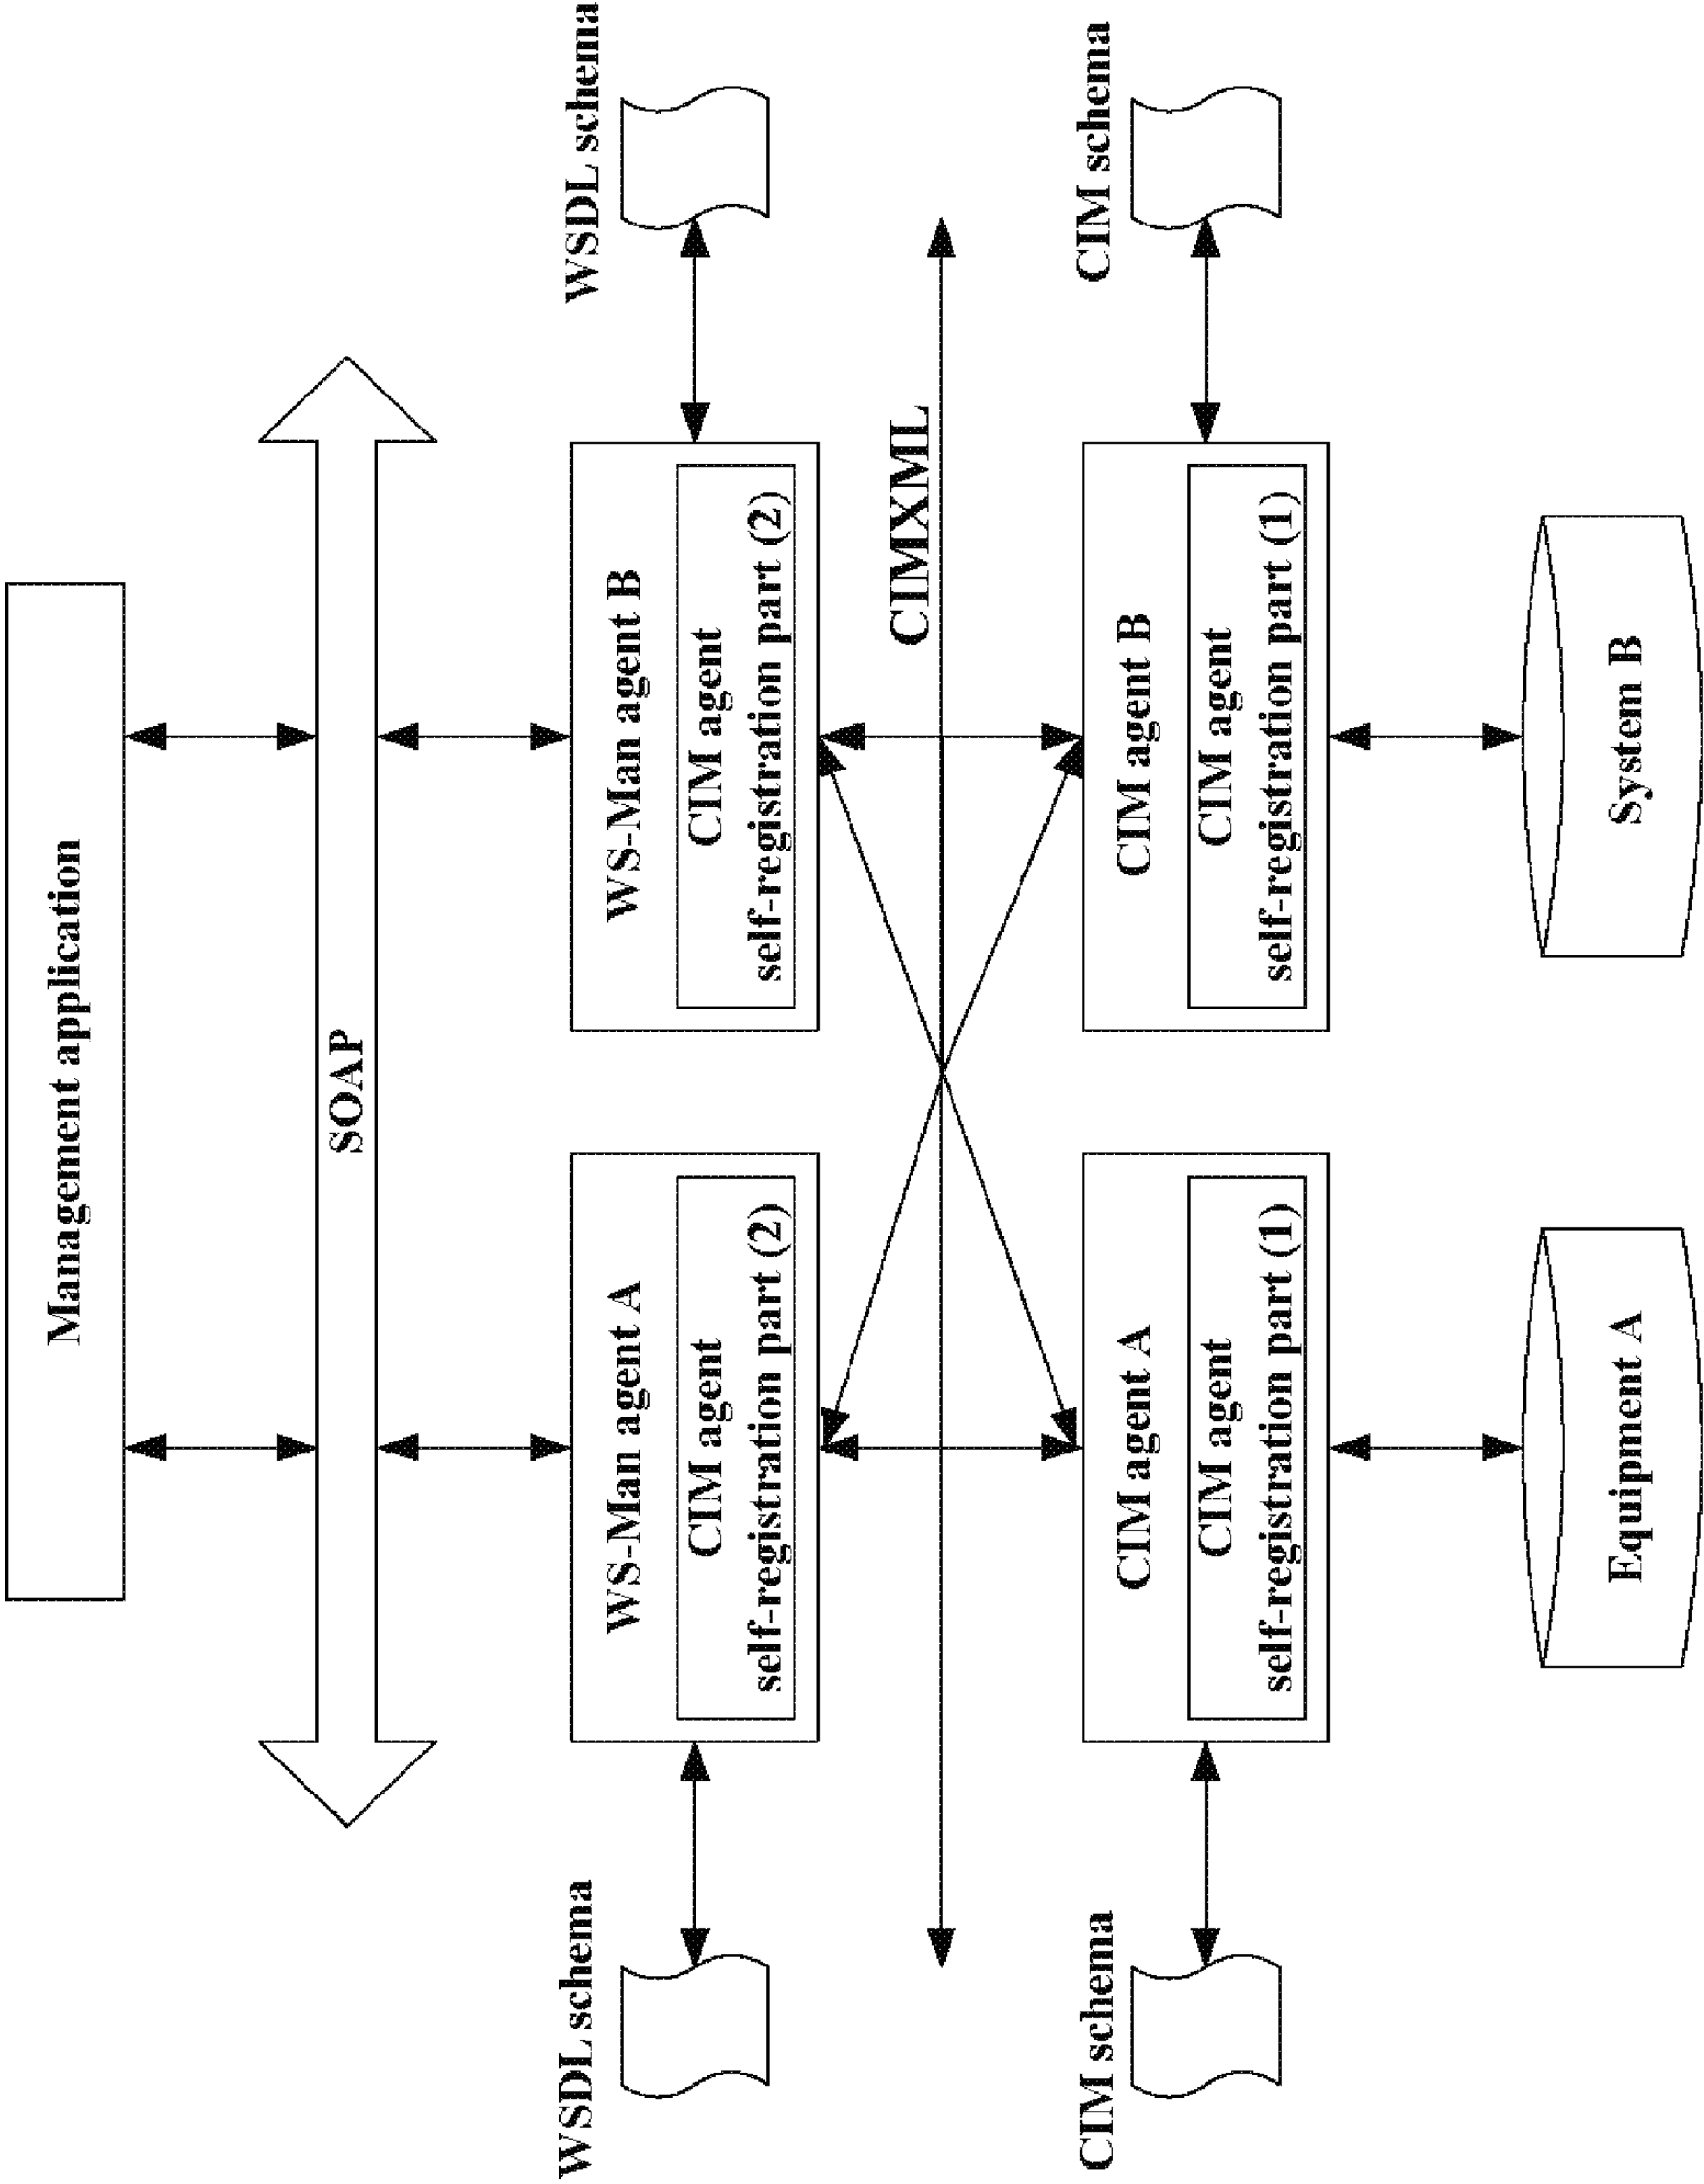 Management application
SOAP
WSDL schema
WS-Man agent A
CIM agent
self-registration part (2)
WS-Man agent B
CIM agent
self-registration part (2)
WSDL schema
CIMXML
CIM schema
CIM agent A
CIM agent
self-registration part (1)
CIM agent B
CIM agent
self-registration part (1)
CIM schema
Equipment A
System B